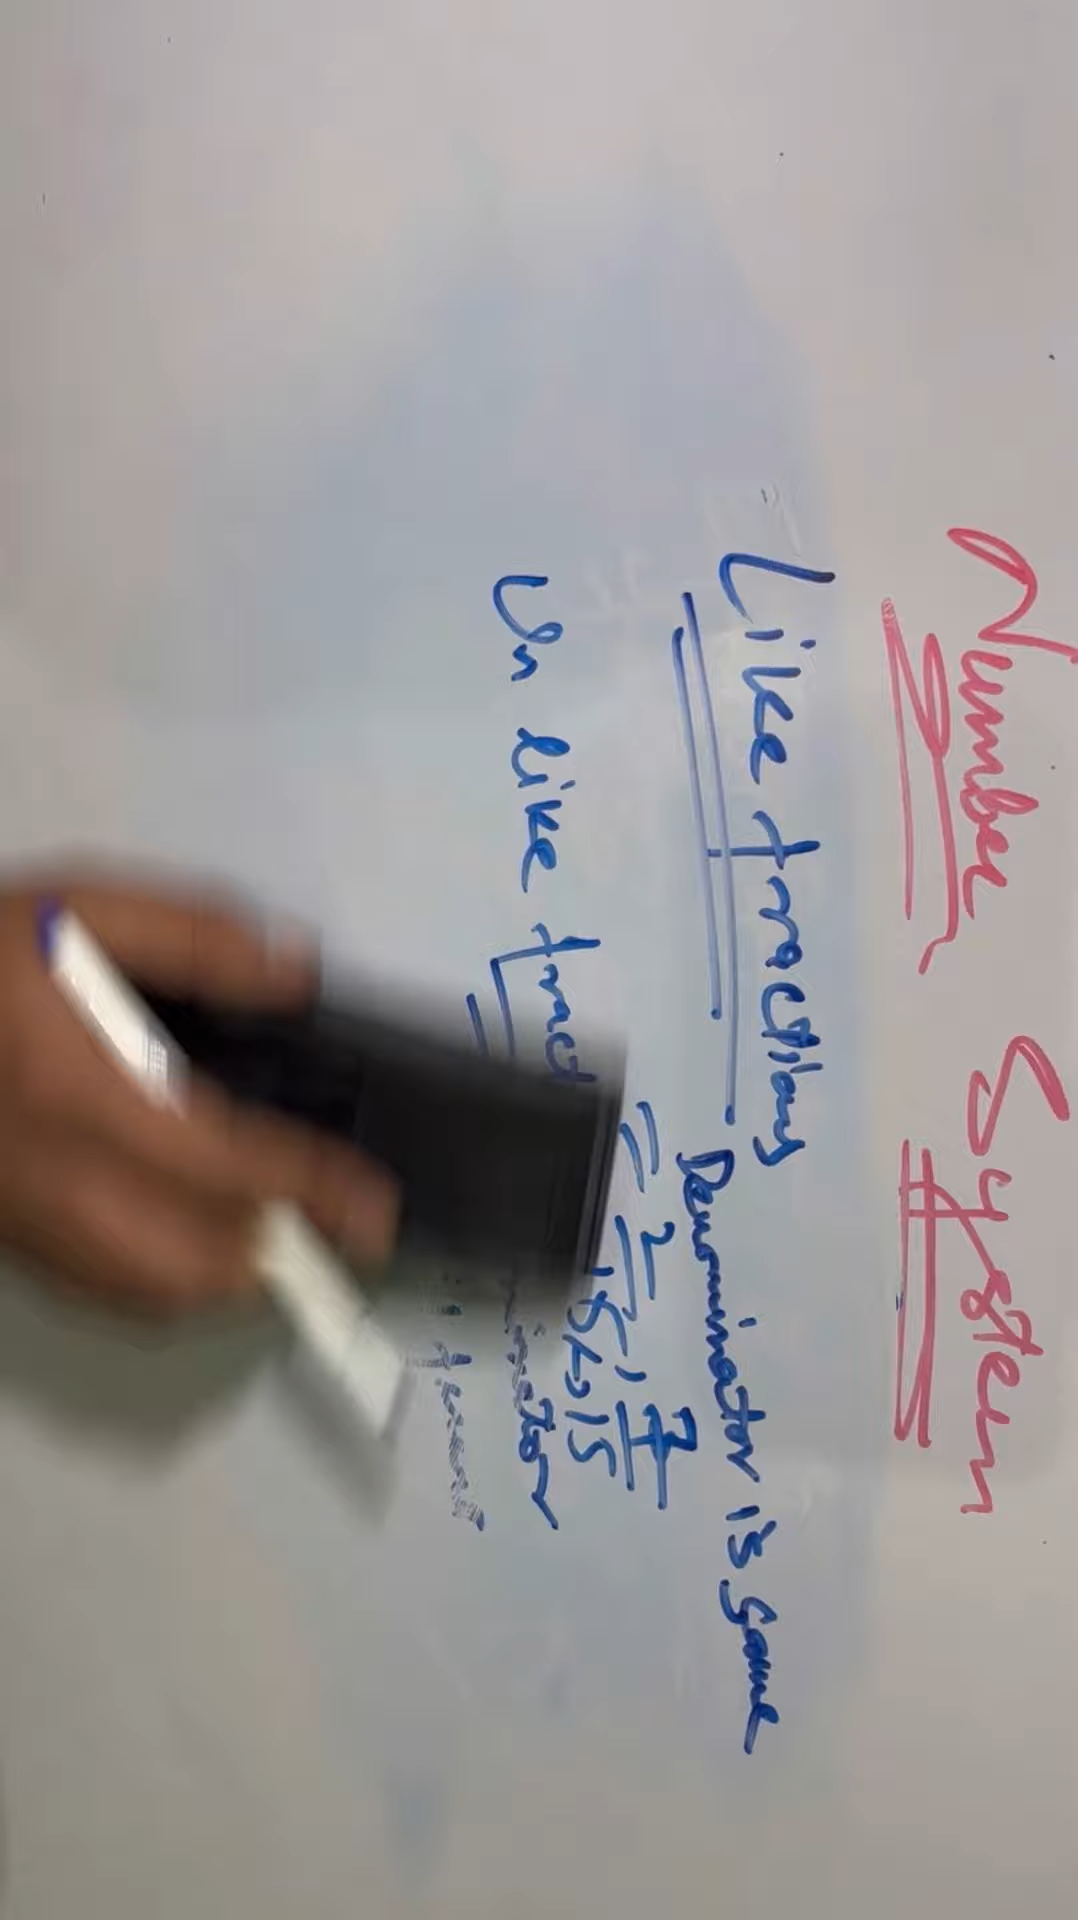 Number System
Like fractions Denominator is same
= 2 , 7
15, 15
Un like fract